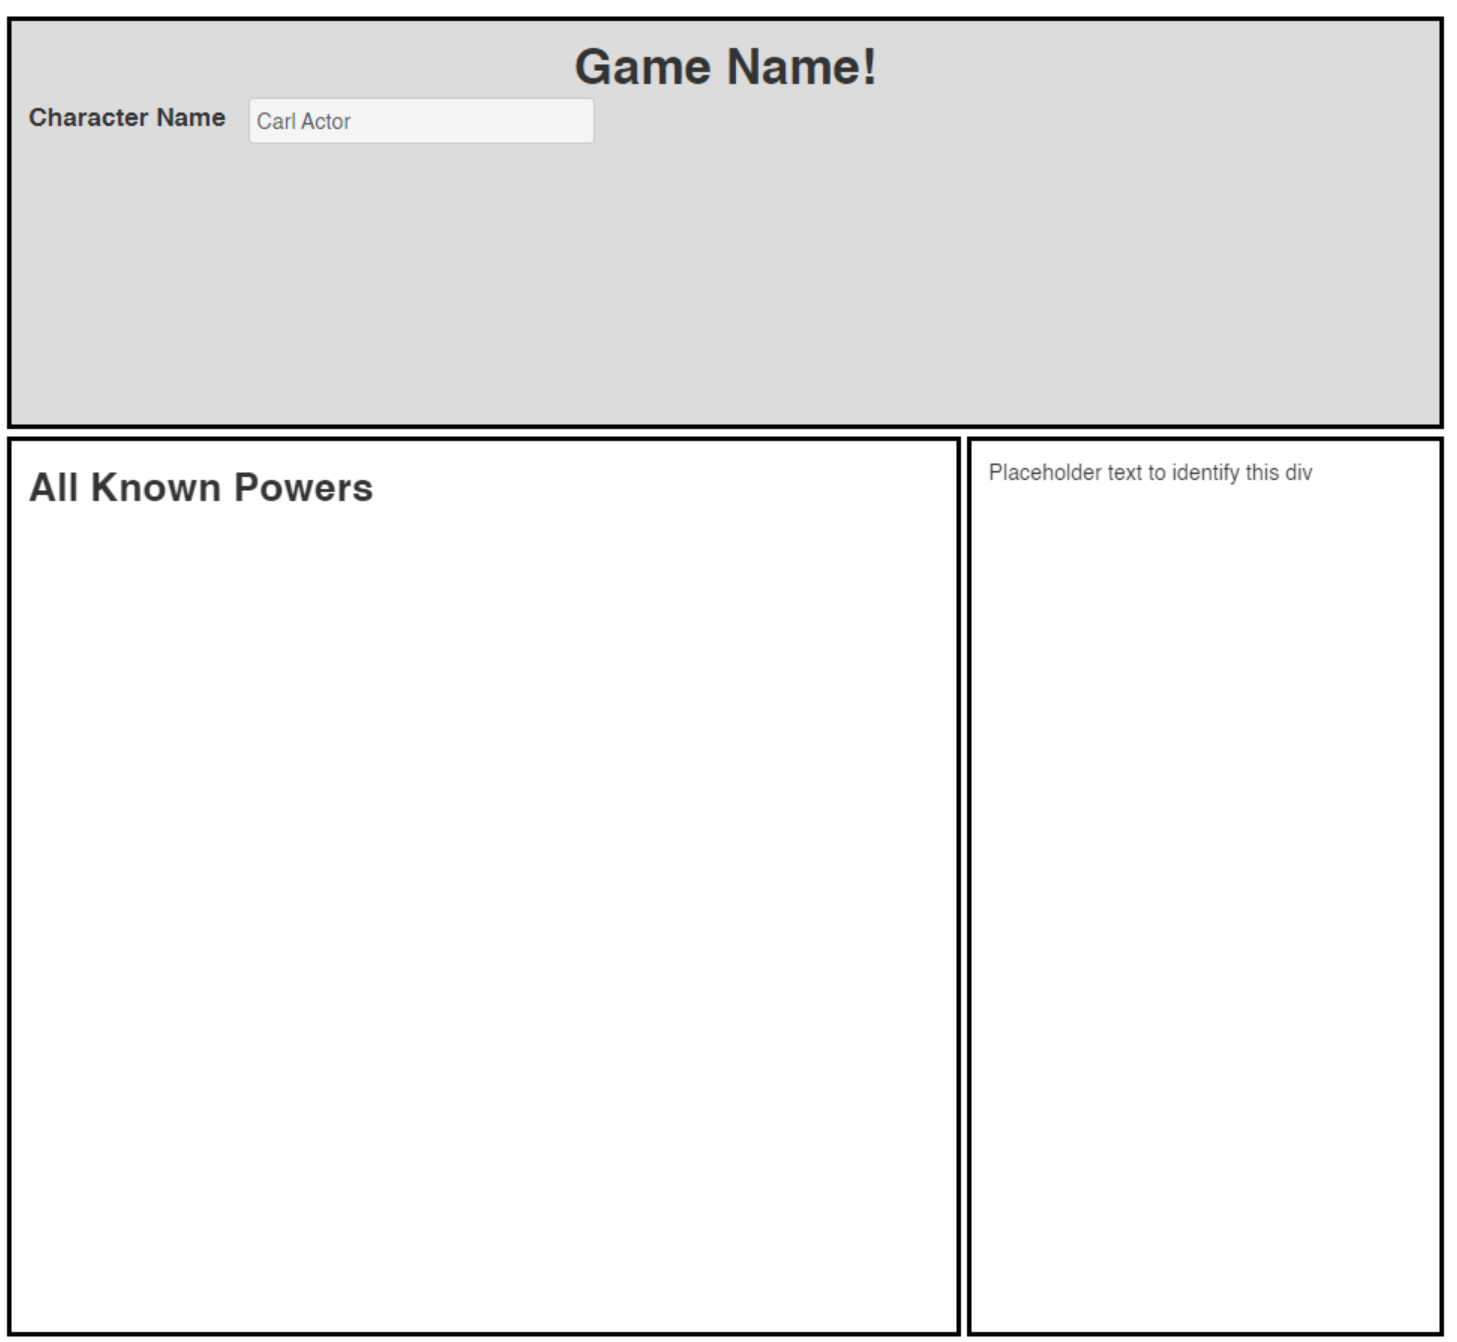 Game Name!
Character Name Carl Actor
All Known Powers
Placeholder text to identify this div